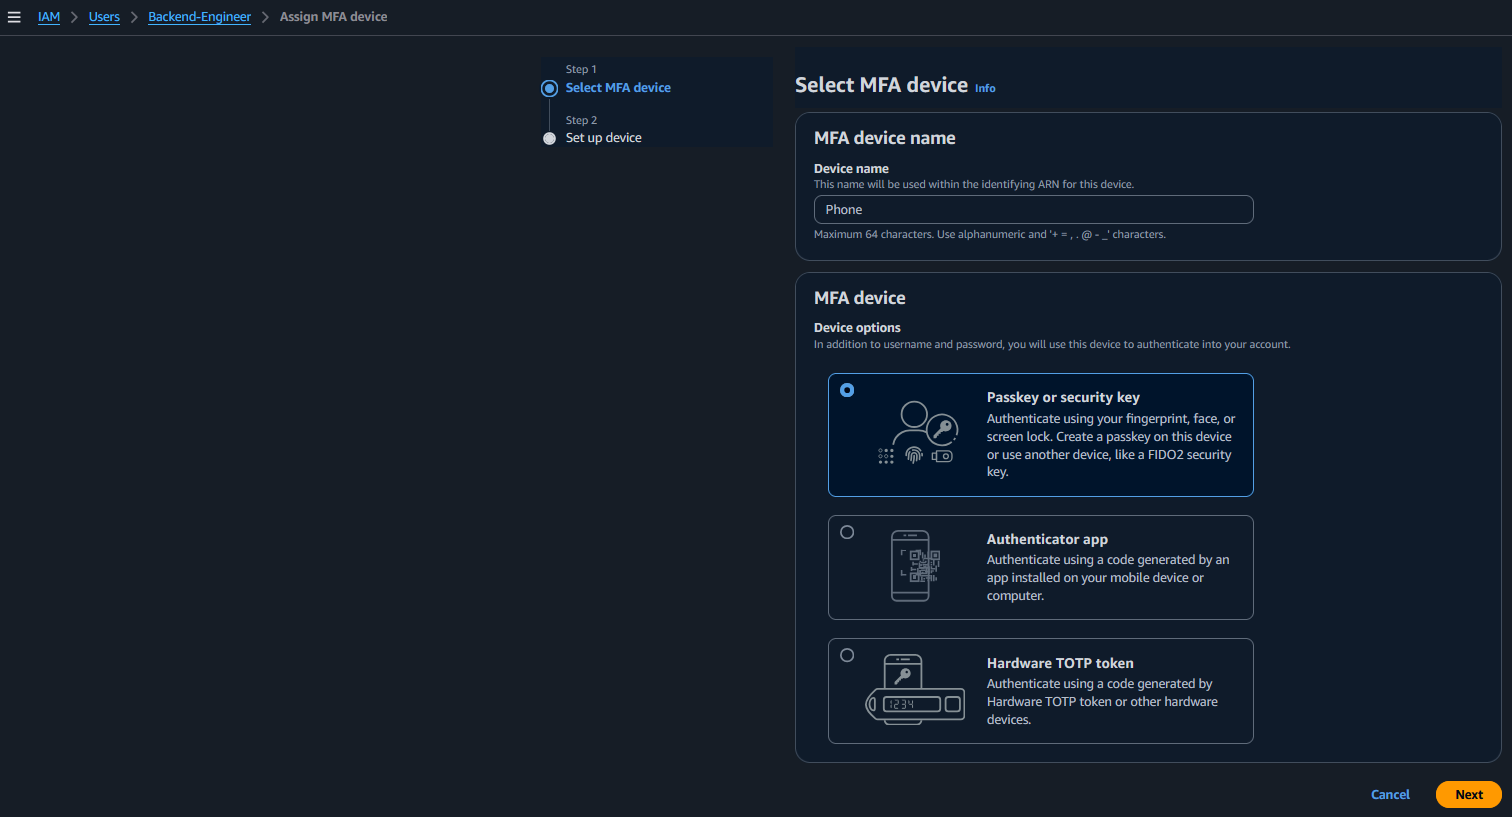 IAM > Users > Backend-Engineer > Assign MFA device
Step 1
Select MFA device
Step 2
Set up device
Select MFA device Info
MFA device name
Device name
This name will be used within the identifying ARN for this device.
Phone
Maximum 64 characters. Use alphanumeric and '+ = , . @ - _' characters.
MFA device
Device options
In addition to username and password, you will use this device to authenticate into your account.
Passkey or security key
Authenticate using your fingerprint, face, or
screen lock. Create a passkey on this device
or use another device, like a FIDO2 security
key.
Authenticator app
Authenticate using a code generated by an
app installed on your mobile device or
computer.
1234
Hardware TOTP token
Authenticate using a code generated by
Hardware TOTP token or other hardware
devices.
Cancel
Next